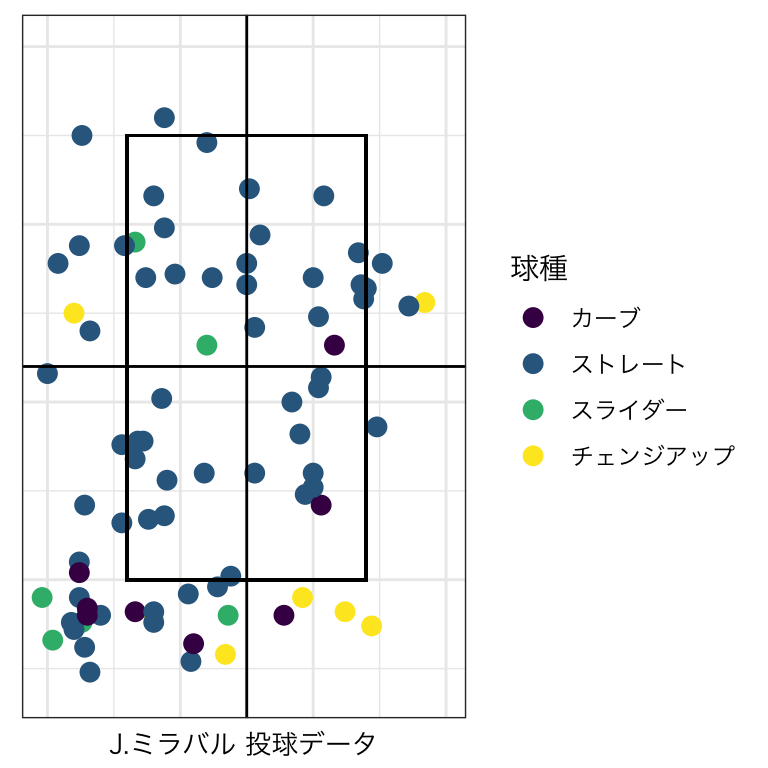 球種
カーブ
ストレート
スライダー
チェンジアップ
J.ミラバル 投球データ